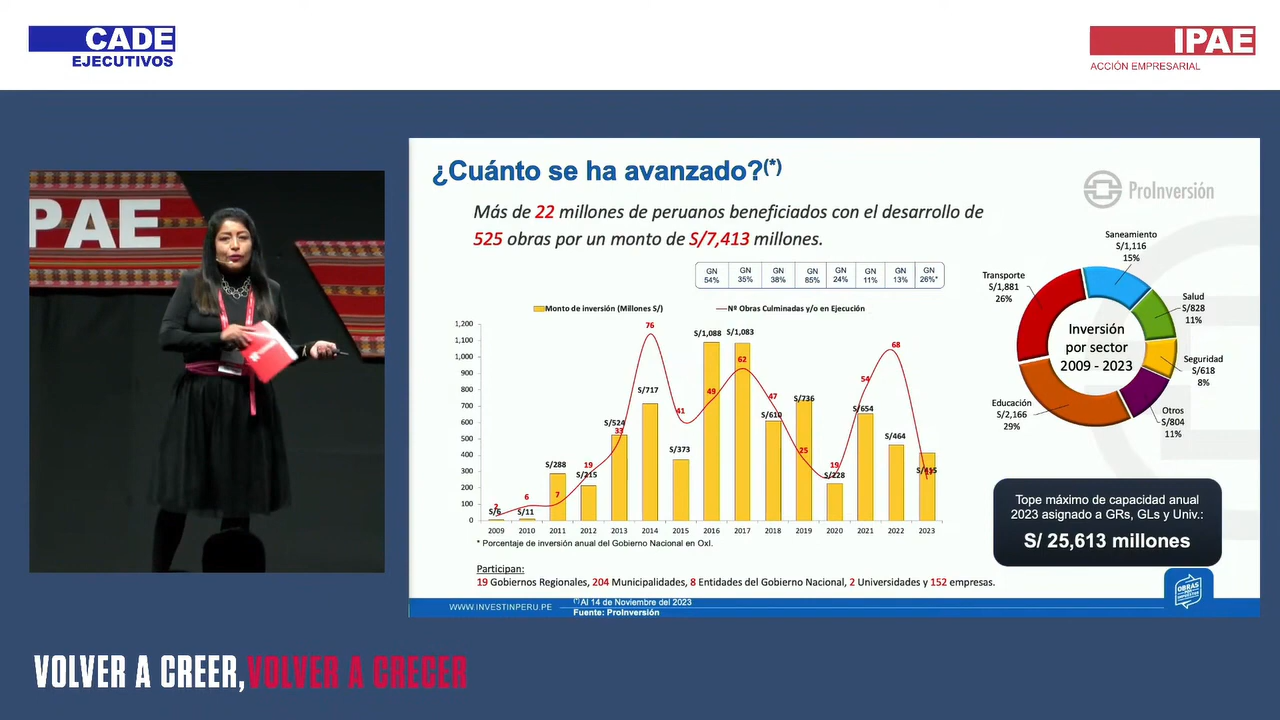 CADE
EJECUTIVOS
IPAE
ACCIÓN EMPRESARIAL
PAE
¿Cuánto se ha avanzado?(*)
ProInversión
Más de 22 millones de peruanos beneficiados con el desarrollo de
525 obras por un monto de S/7,413 millones.
GN 54%
GN 35%
GN 38%
GN 85%
GN 24%
GN 11%
GN 13%
GN 26%*
Monto de inversión (Millones S/)
Nº Obras Culminadas y/o en Ejecución
1,200
1,100
1,000
900
800
700
600
500
400
300
200
100
0
S/6
S/11
S/288
S/215
S/524
S/717
S/373
S/1,088
S/1,083
S/610
S/736
S/228
S/654
S/464
S/415
2
6
7
19
33
76
41
49
62
47
25
19
54
68
2009 2010 2011 2012 2013 2014 2015 2016 2017 2018 2019 2020 2021 2022 2023
* Porcentaje de inversión anual del Gobierno Nacional en OxI.
Participan:
19 Gobiernos Regionales, 204 Municipalidades, 8 Entidades del Gobierno Nacional, 2 Universidades y 152 empresas.
Saneamiento
S/1,116
15%
Transporte
S/1,881
26%
Salud
S/828
11%
Inversión
por sector
2009 - 2023
Seguridad
S/618
8%
Educación
S/2,166
29%
Otros
S/804
11%
Tope máximo de capacidad anual
2023 asignado a GRs, GLs y Univ.:
S/ 25,613 millones
WWW.INVESTINPERU.PE
(*)Al 14 de Noviembre del 2023
Fuente: ProInversión
OBRAS
VOLVER A CREER, VOLVER A CRECER